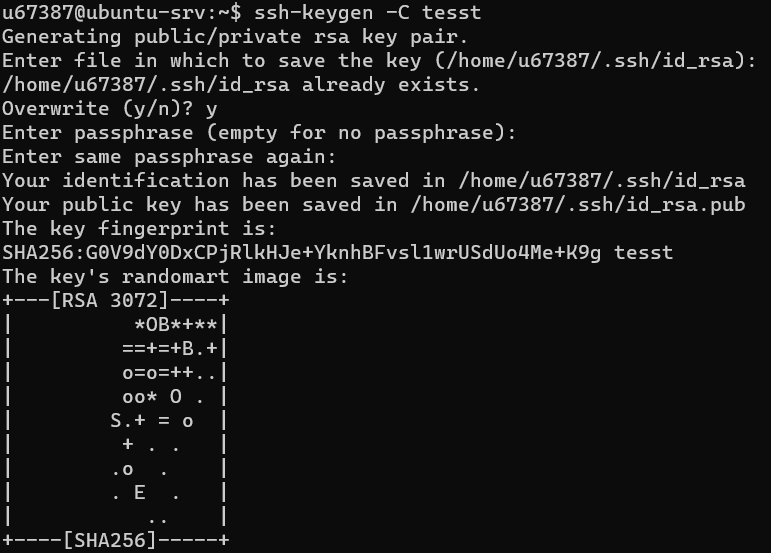 u67387@ubuntu-srv:~$ ssh-keygen -C tesst
Generating public/private rsa key pair.
Enter file in which to save the key (/home/u67387/.ssh/id_rsa):
/home/u67387/.ssh/id_rsa already exists.
Overwrite (y/n)? y
Enter passphrase (empty for no passphrase):
Enter same passphrase again:
Your identification has been saved in /home/u67387/.ssh/id_rsa
Your public key has been saved in /home/u67387/.ssh/id_rsa.pub
The key fingerprint is:
SHA256:G0V9dY0DxCPjRlkHJe+YknhBFvsl1wrUSdUo4Me+K9g tesst
The key's randomart image is:
+---[RSA 3072]----+
|          *OB*+**|
|         ==+=+B.+|
|         o=o=++..|
|         oo* O . |
|        S.+ = o  |
|         + . .   |
|        .o  .    |
|        . E  .   |
|           ..    |
+----[SHA256]-----+